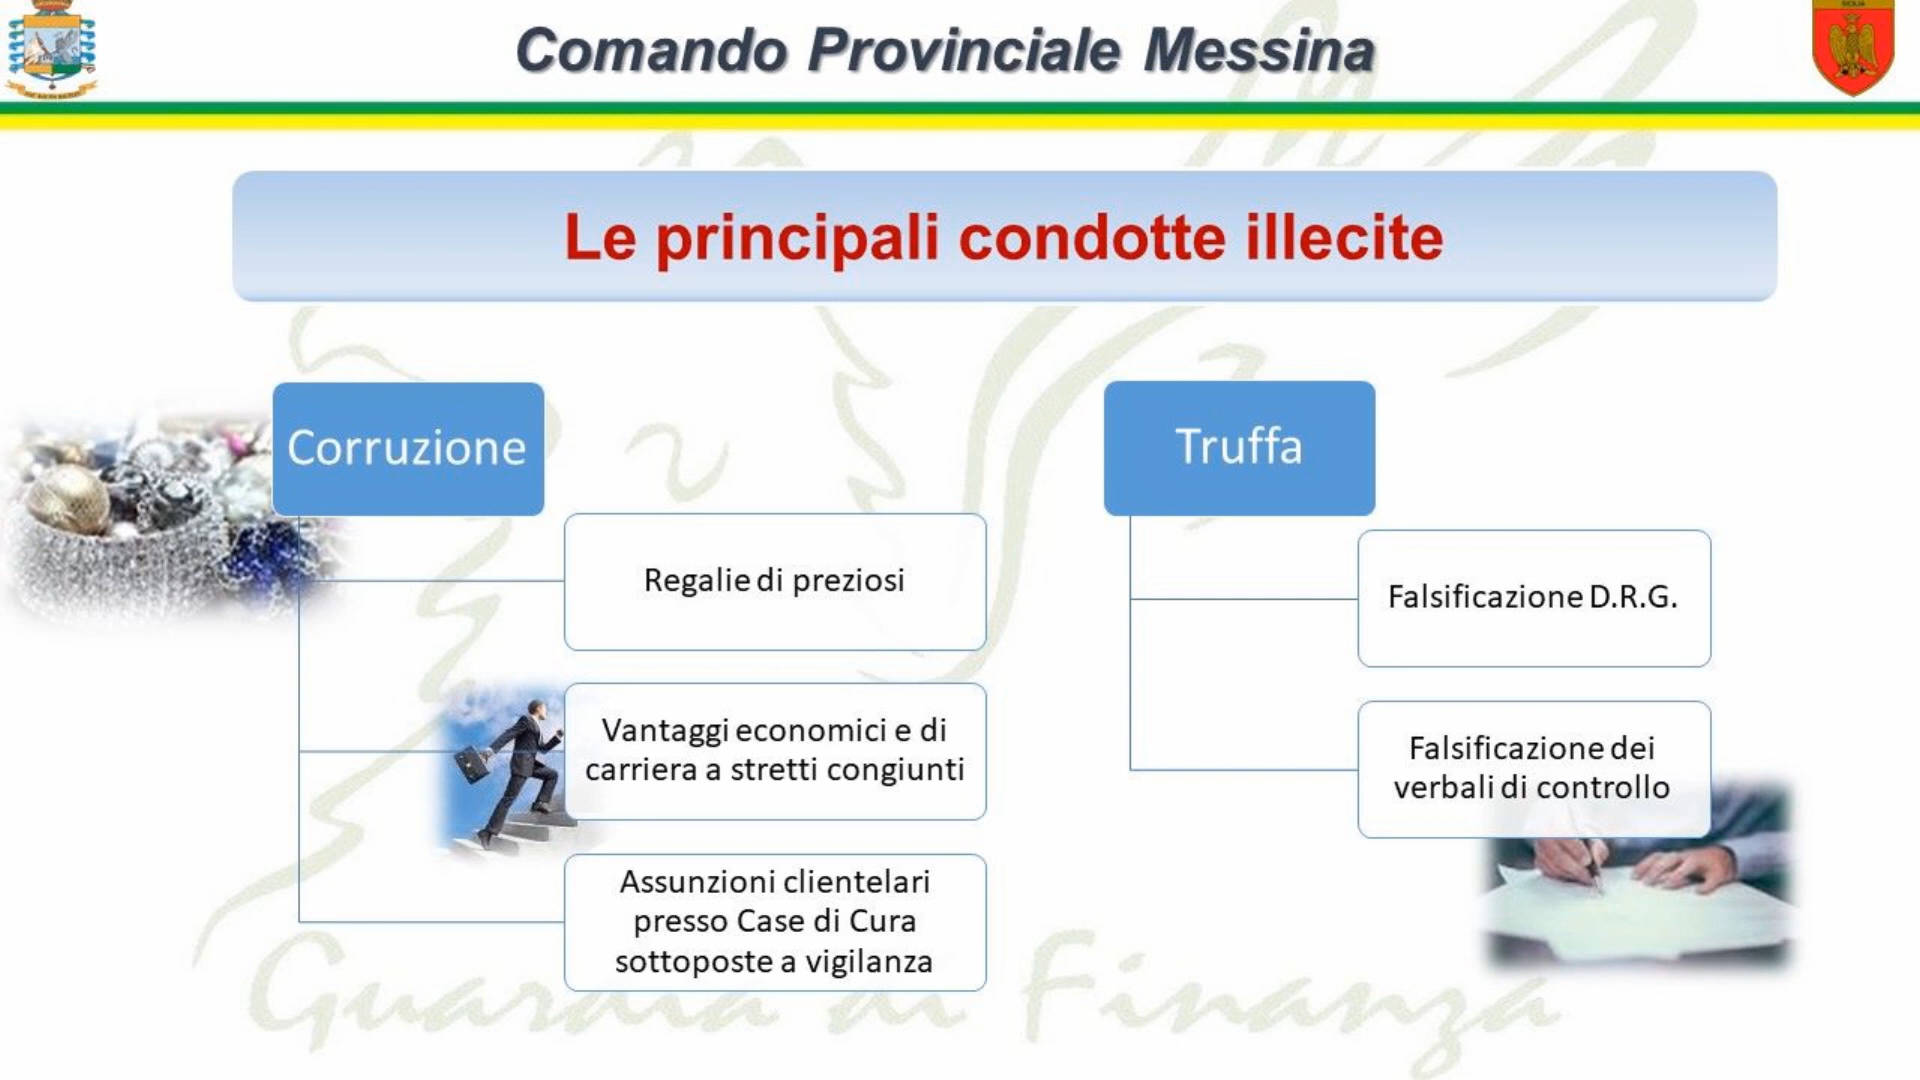 Comando Provinciale Messina
SICILIA
Le principali condotte illecite
Corruzione
Regalie di preziosi
Vantaggi economici e di
carriera a stretti congiunti
Assunzioni clientelari
presso Case di Cura
sottoposte a vigilanza
Truffa
Falsificazione D.R.G.
Falsificazione dei
verbali di controllo
Guardia di Finanza